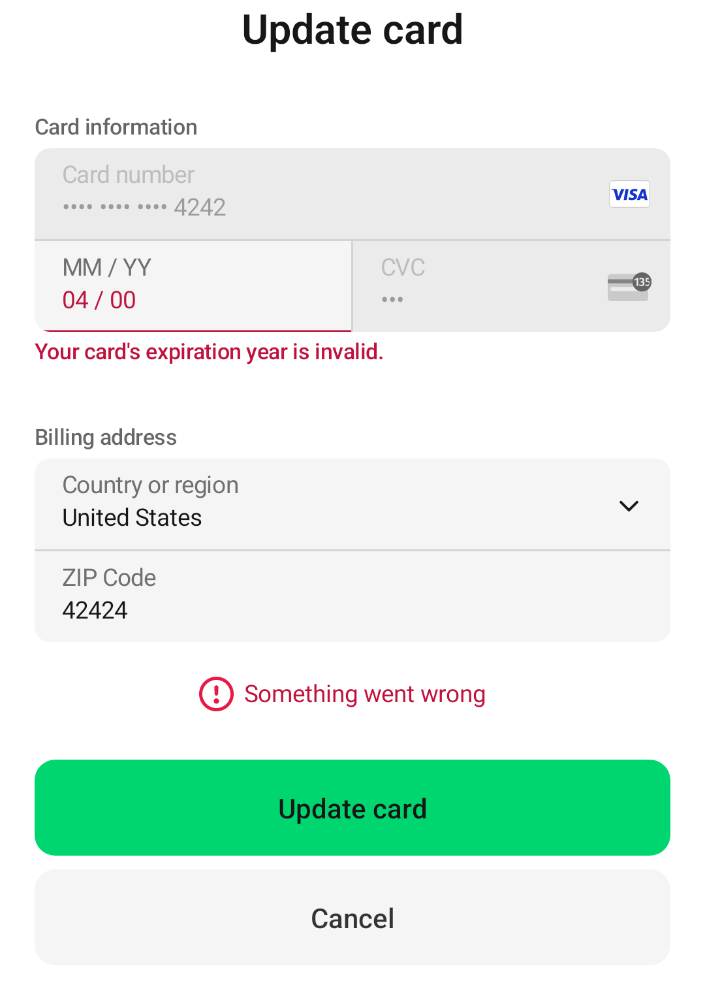 Update card
Card information
Card number
•••• •••• •••• 4242
VISA
MM / YY
04 / 00
CVC
•••
135
Your card's expiration year is invalid.
Billing address
Country or region
United States
ZIP Code
42424
Something went wrong
Update card
Cancel